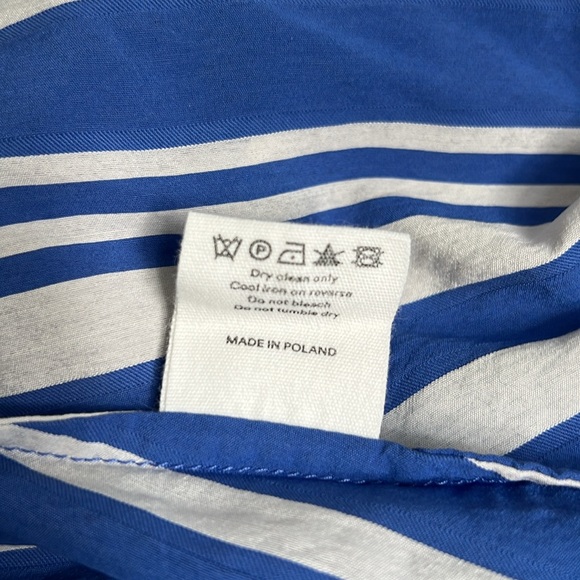 P
Dry clean only
Cool iron on reverse
Do not bleach
Do not tumble dry
MADE IN POLAND